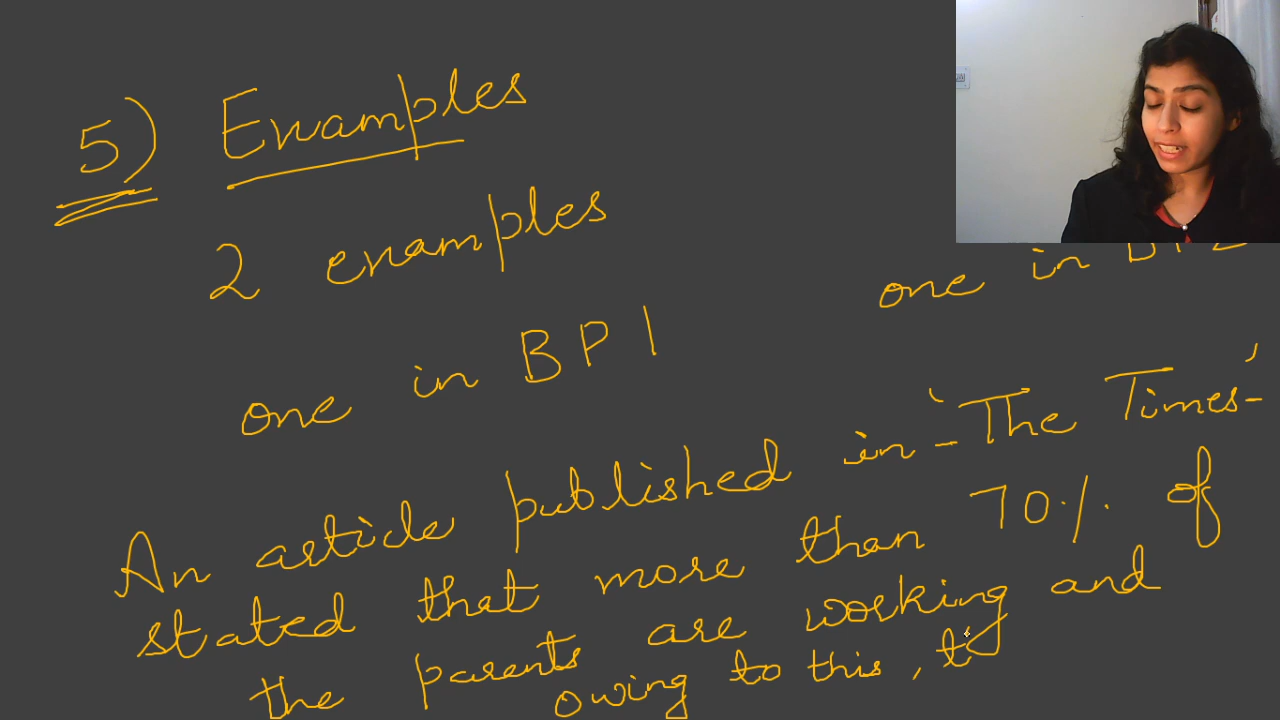 5) Examples
2 examples
one in BP1 one in BP2
An article published in 'The Times'
stated that more than 70% of
the parents are working and
owing to this, t